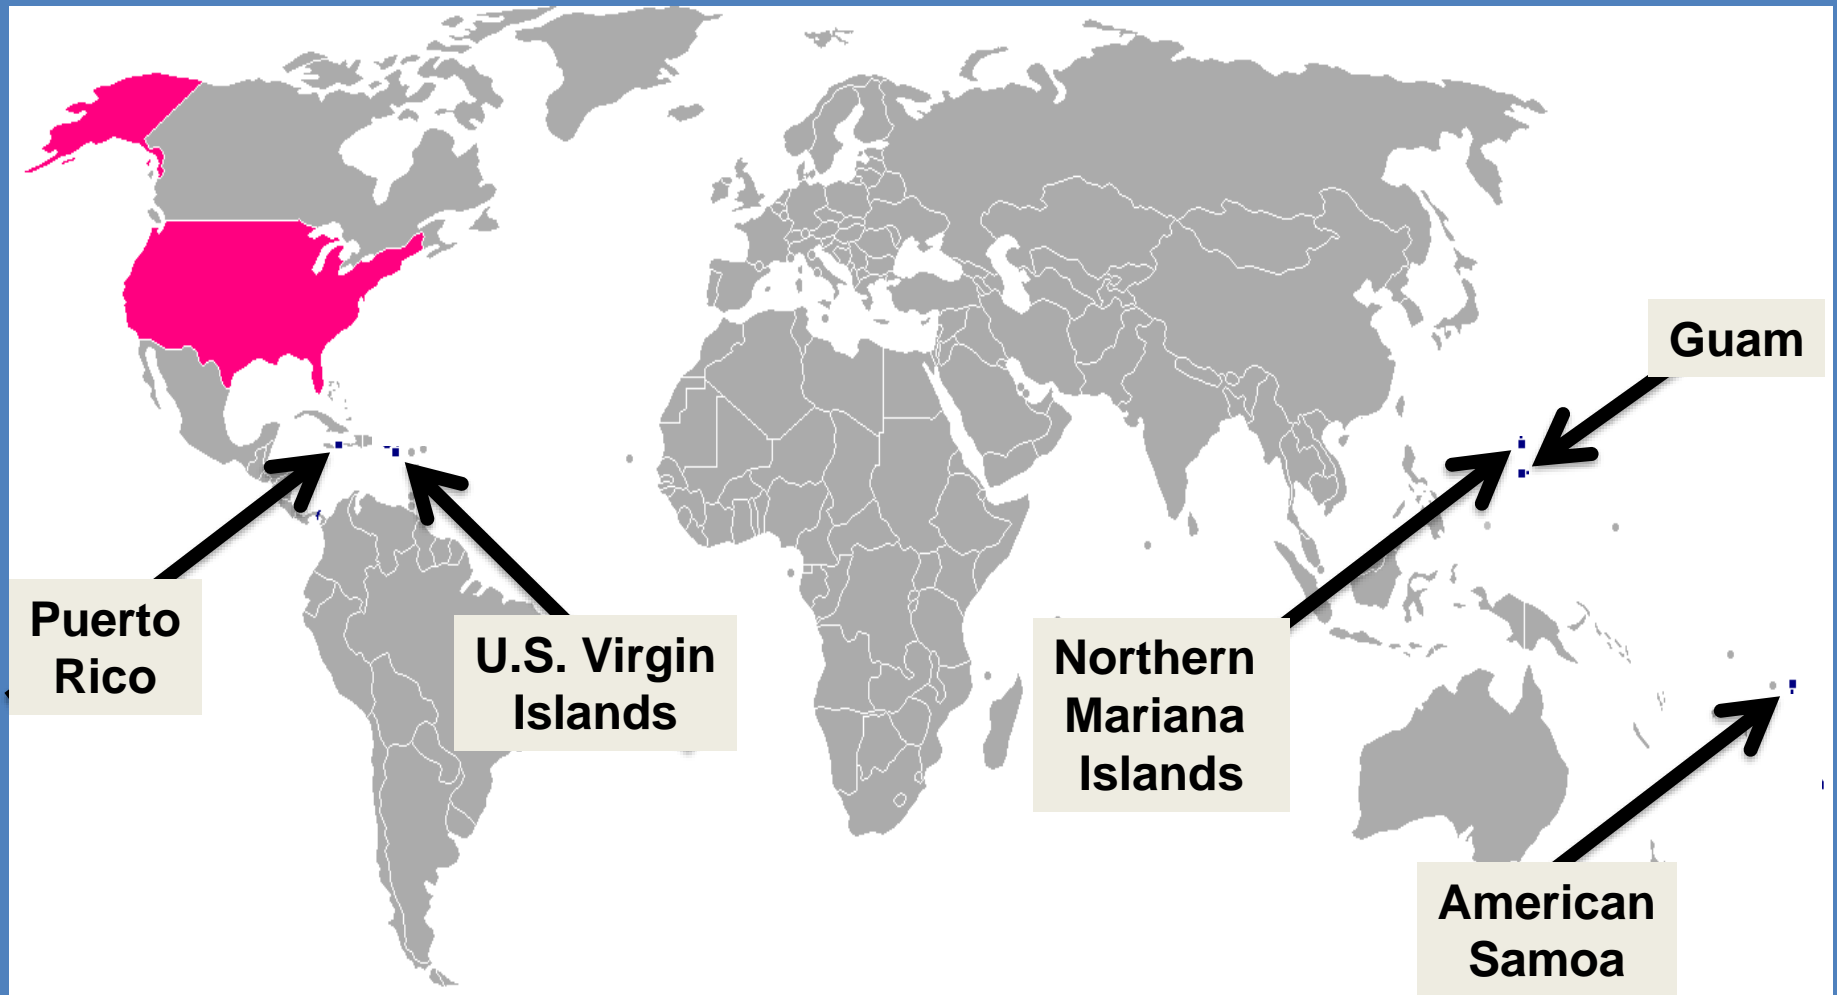 Guam
Puerto
Rico
U.S. Virgin
Islands
Northern
Mariana
Islands
American
Samoa